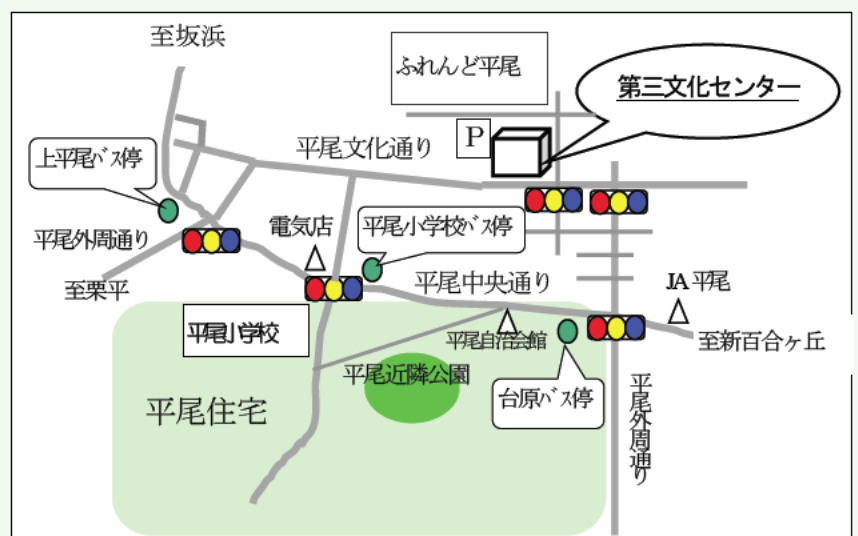 至坂浜
ふれんど平尾
第三文化センター
P
平尾文化通り
上平尾バス停
平尾外周通り
電気店
平尾小学校バス停
至栗平
平尾中央通り
JA平尾
平尾小学校
平尾自治会館
至新百合ヶ丘
平尾近隣公園
平尾住宅
台原バス停
平尾外周通り